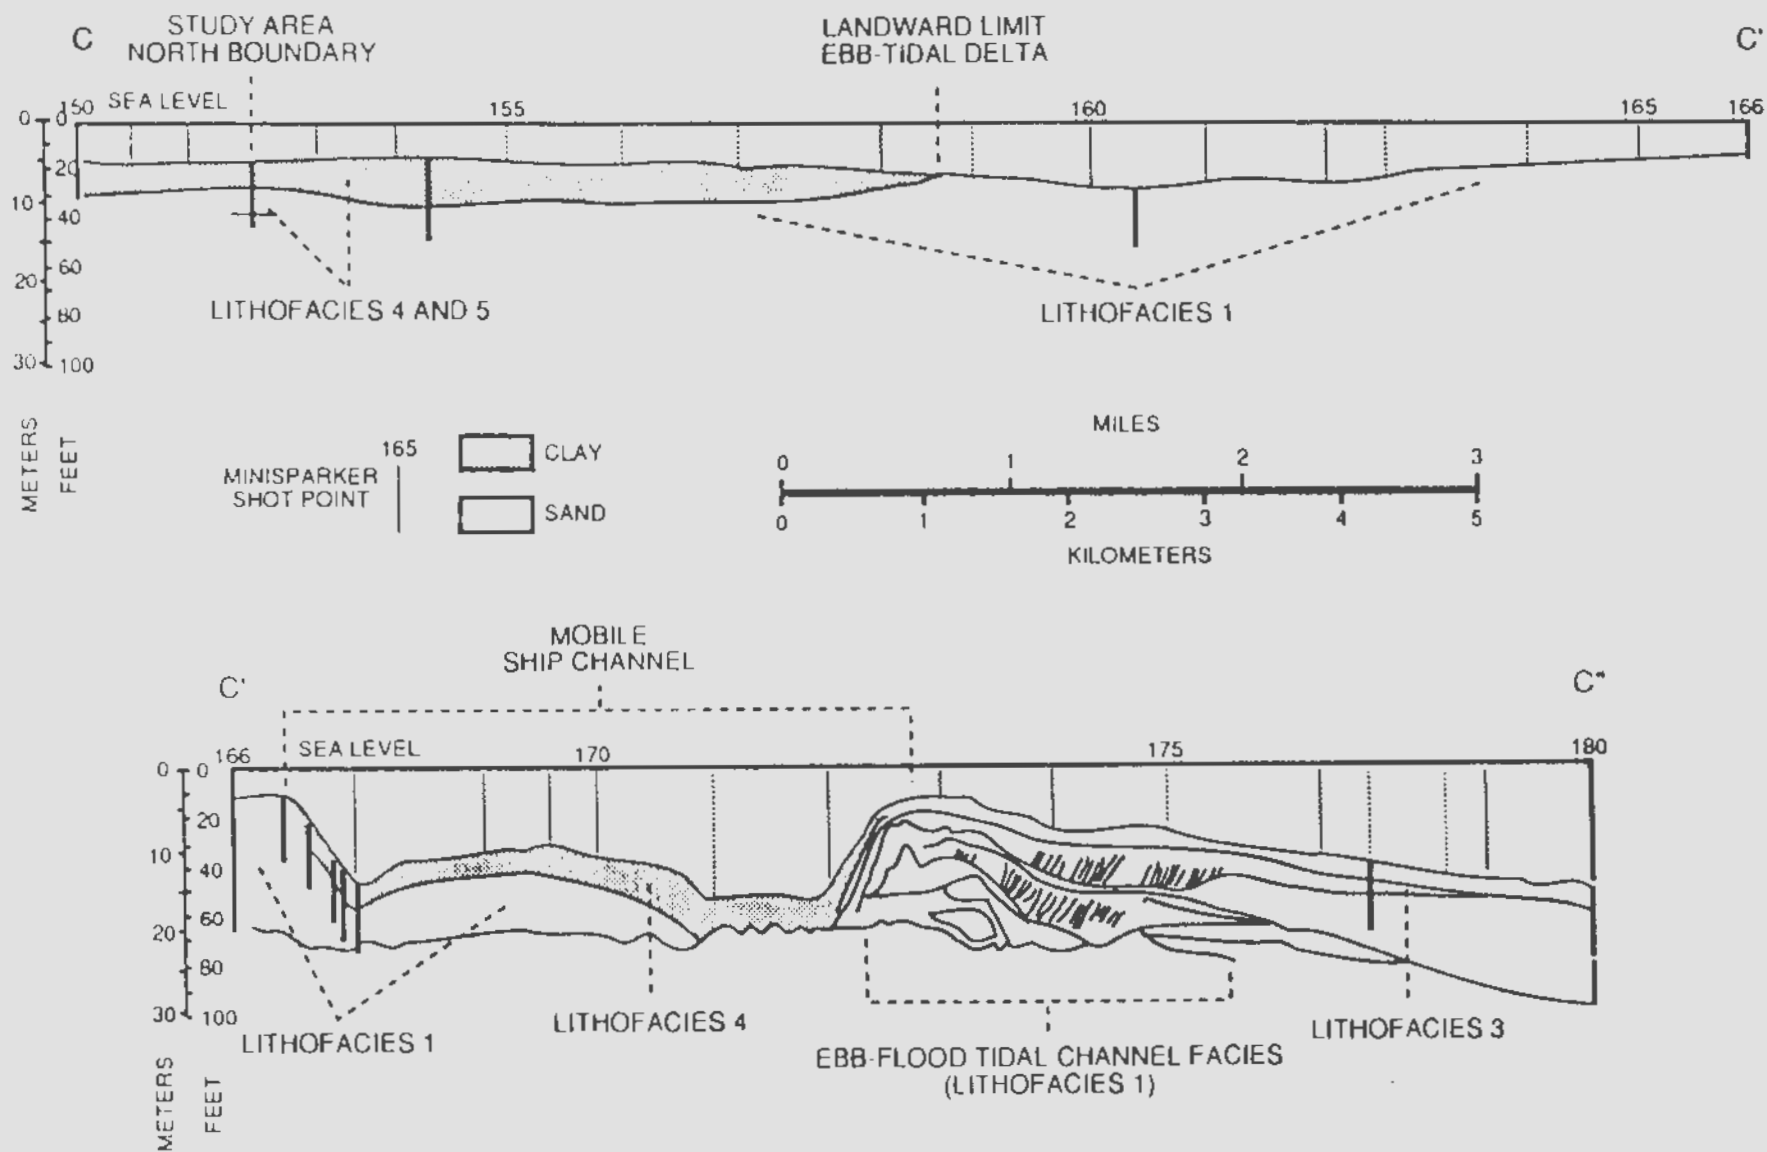 C
STUDY AREA
NORTH BOUNDARY
LANDWARD LIMIT
EBB-TIDAL DELTA
C'
0 0 150 SEA LEVEL 155 160 165 166
20
10 40
60
20
80
30 100
LITHOFACIES 4 AND 5
LITHOFACIES 1
METERS
FEET
165
MINISPARKER
SHOT POINT
CLAY
SAND
MILES
0 1 2 3
0 1 2 3 4 5
KILOMETERS
MOBILE
SHIP CHANNEL
C'
C"
0 0 166 SEA LEVEL 170 175 180
20
10 40
60
20
80
30 100
LITHOFACIES 1
LITHOFACIES 4
EBB-FLOOD TIDAL CHANNEL FACIES
(LITHOFACIES 1)
LITHOFACIES 3
METERS
FEET